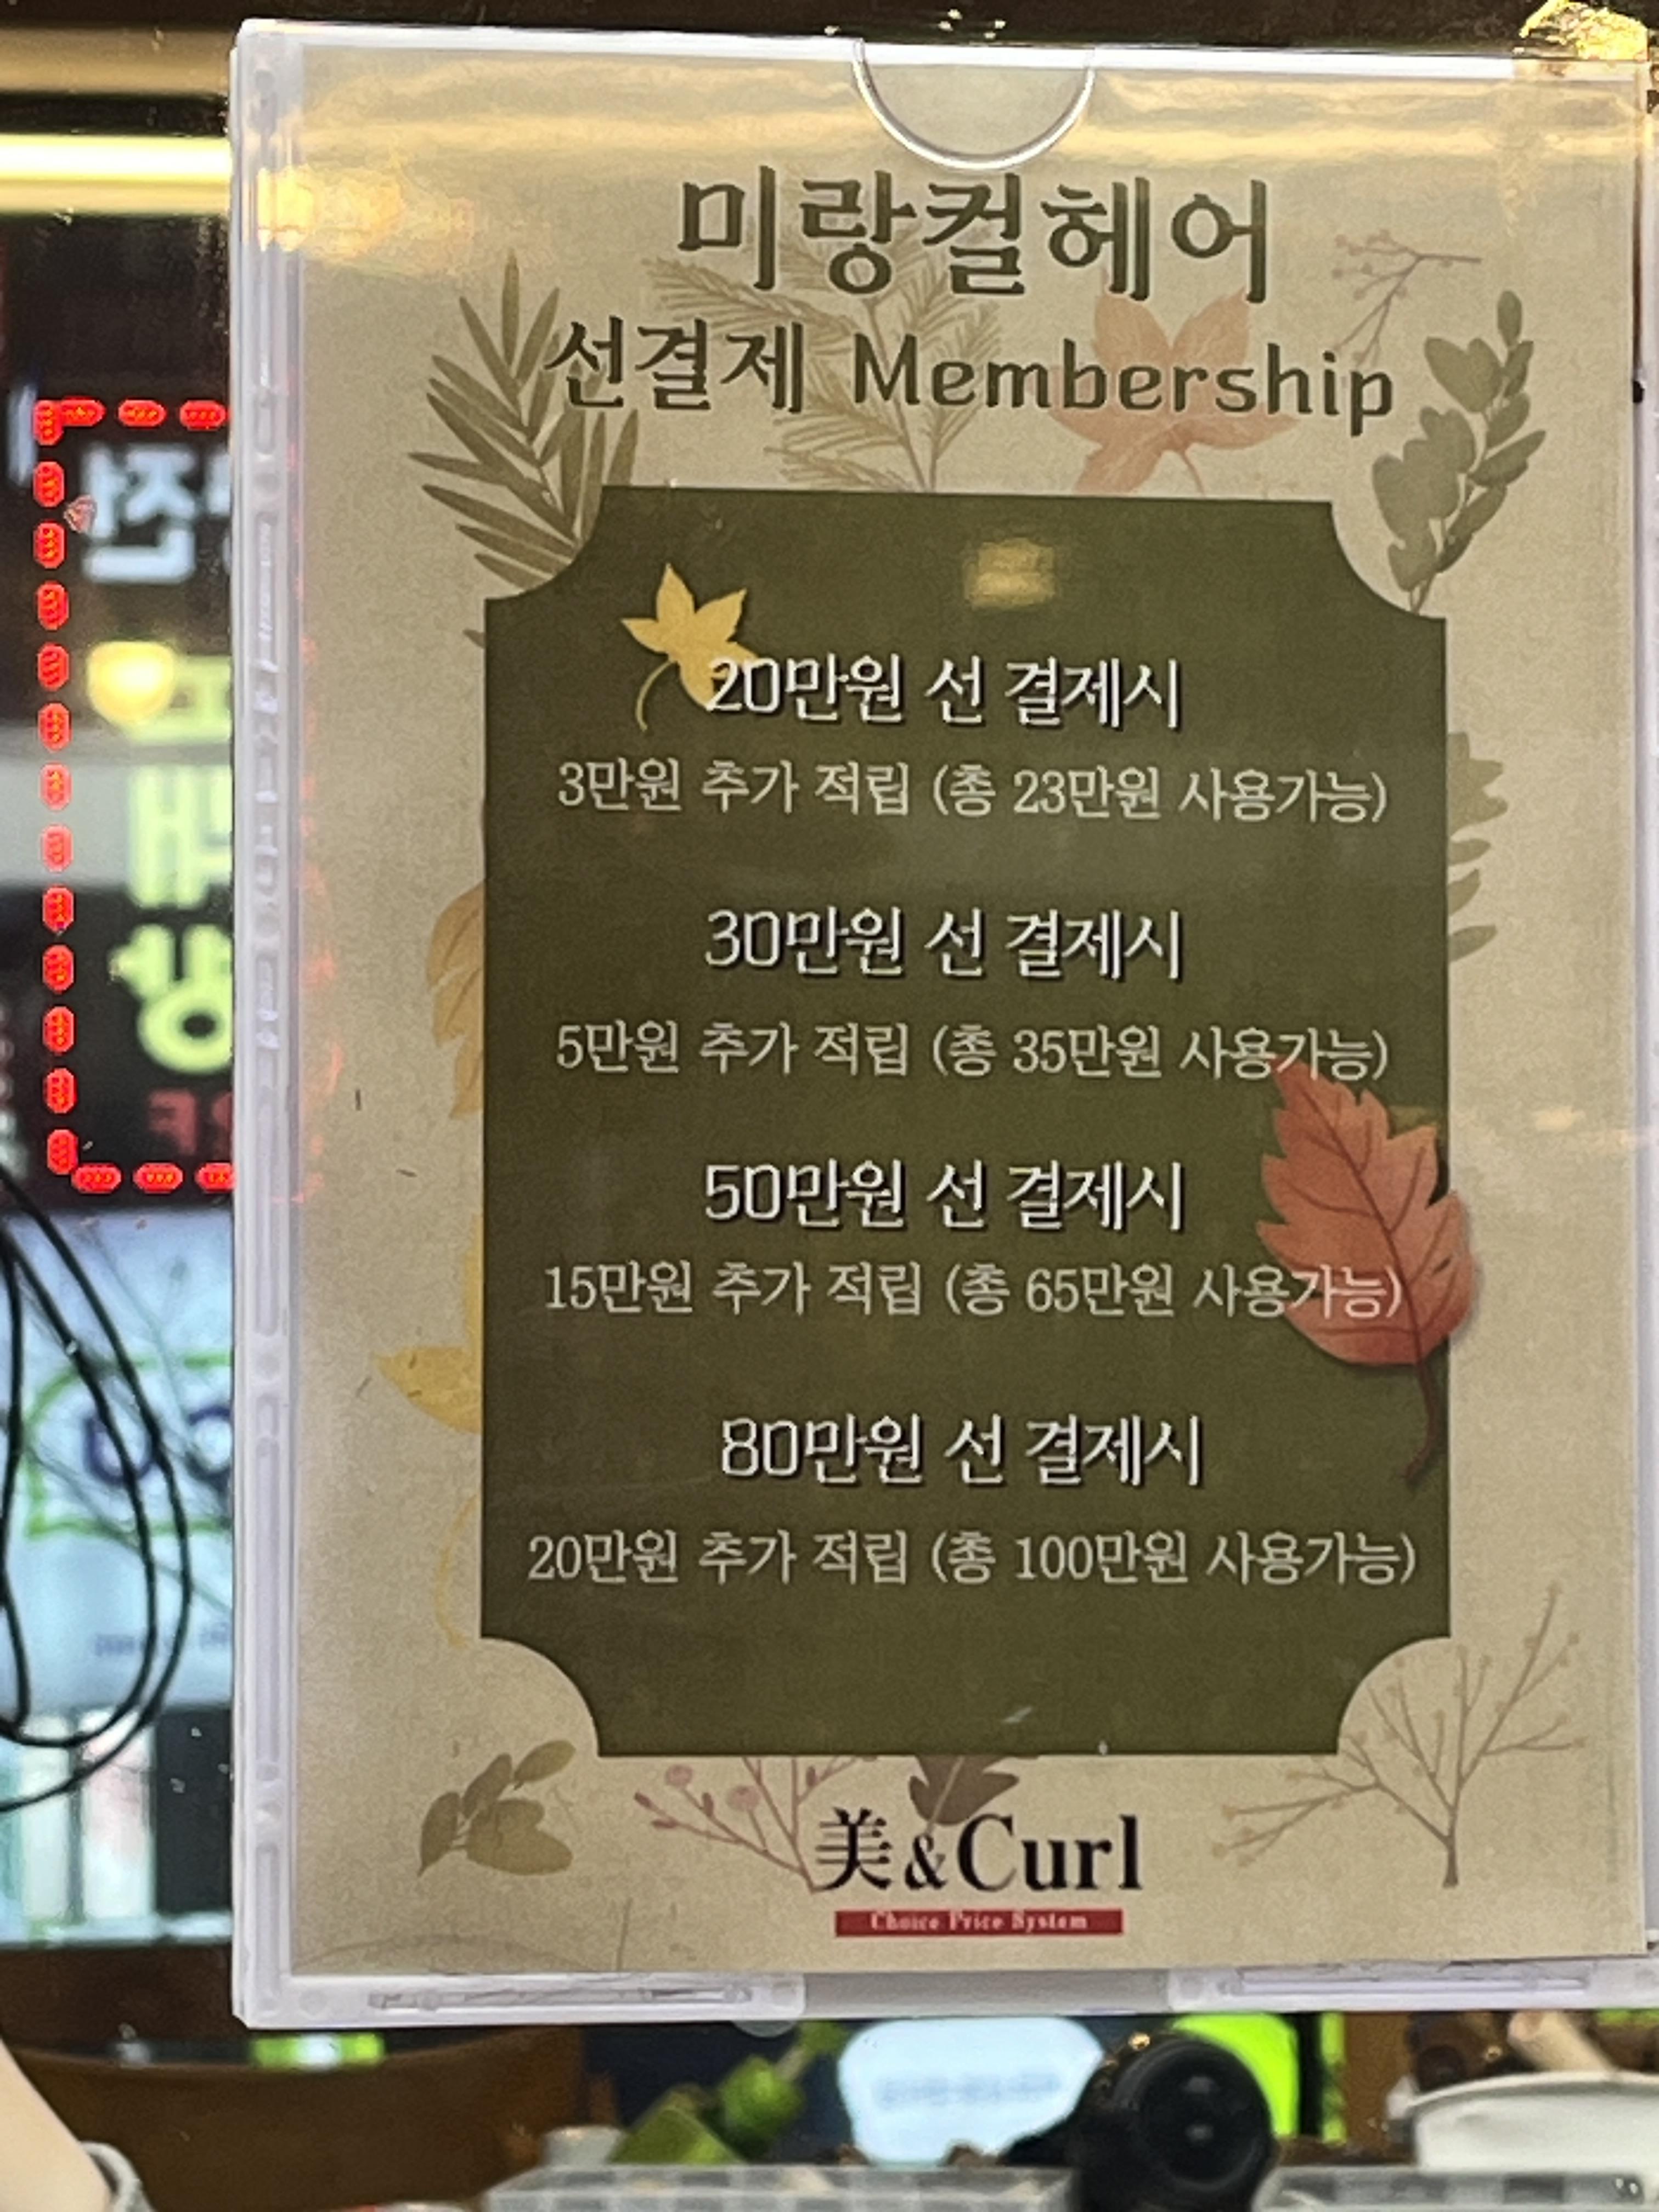 미랑컬헤어
선결제 Membership
20만원 선 결제시
3만원 추가 적립 (총 23만원 사용가능)
30만원 선 결제시
5만원 추가 적립 (총 35만원 사용가능)
50만원 선 결제시
15만원 추가 적립 (총 65만원 사용가능)
80만원 선 결제시
20만원 추가 적립 (총 100만원 사용가능)
美&Curl
Choice Price System